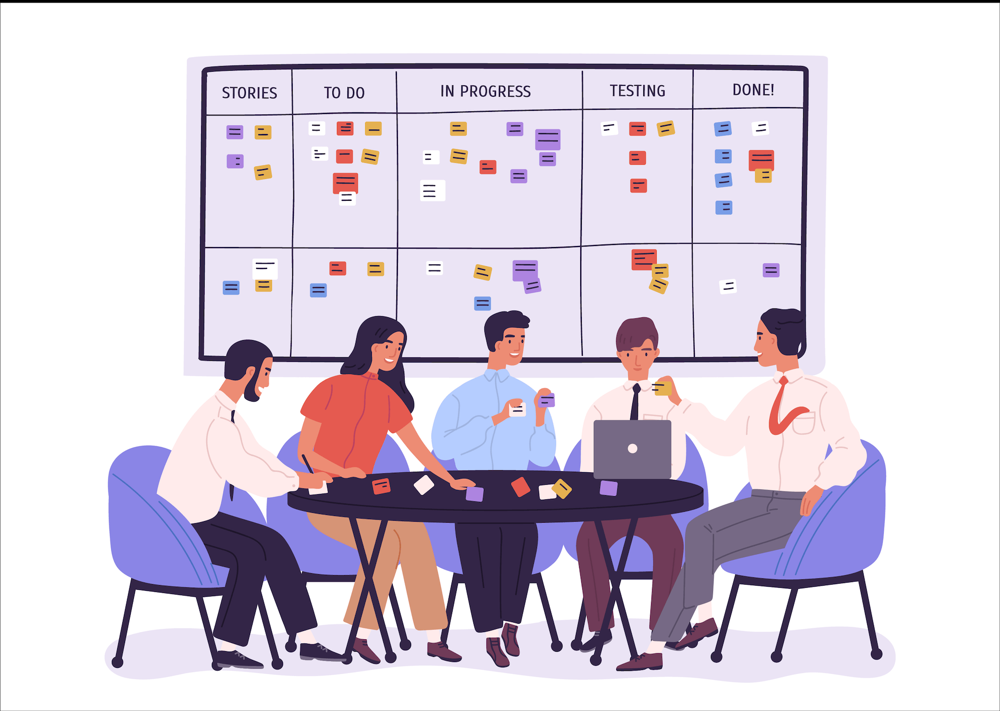 STORIES
TO DO
IN PROGRESS
TESTING
DONE!